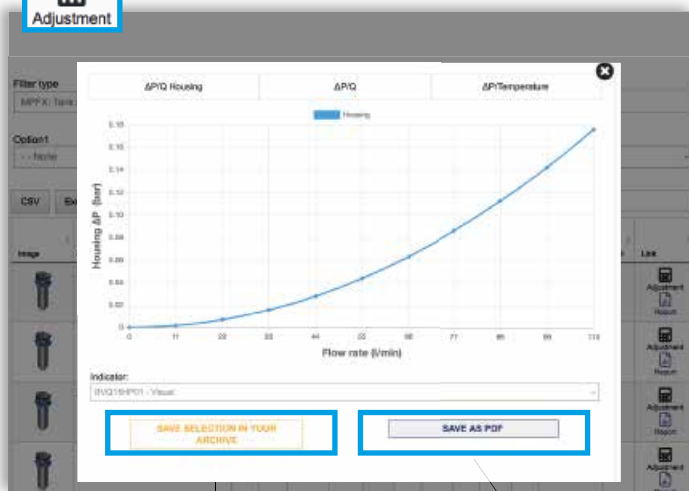 Adjustment
Filter type
Option1
CSV
Image
Link
ΔP/Q Housing
ΔP/Q
ΔP/Temperature
Housing
0.18
0.16
0.14
0.12
0.10
0.08
0.06
0.04
0.02
0
Housing ΔP (bar)
0 11 22 33 44 55 66 77 88 99 110
Flow rate (l/min)
Indicator:
SAVE SELECTION IN YOUR
ARCHIVE
SAVE AS PDF
Adjustment
Report
Adjustment
Report
Adjustment
Report
Adjustment
Report